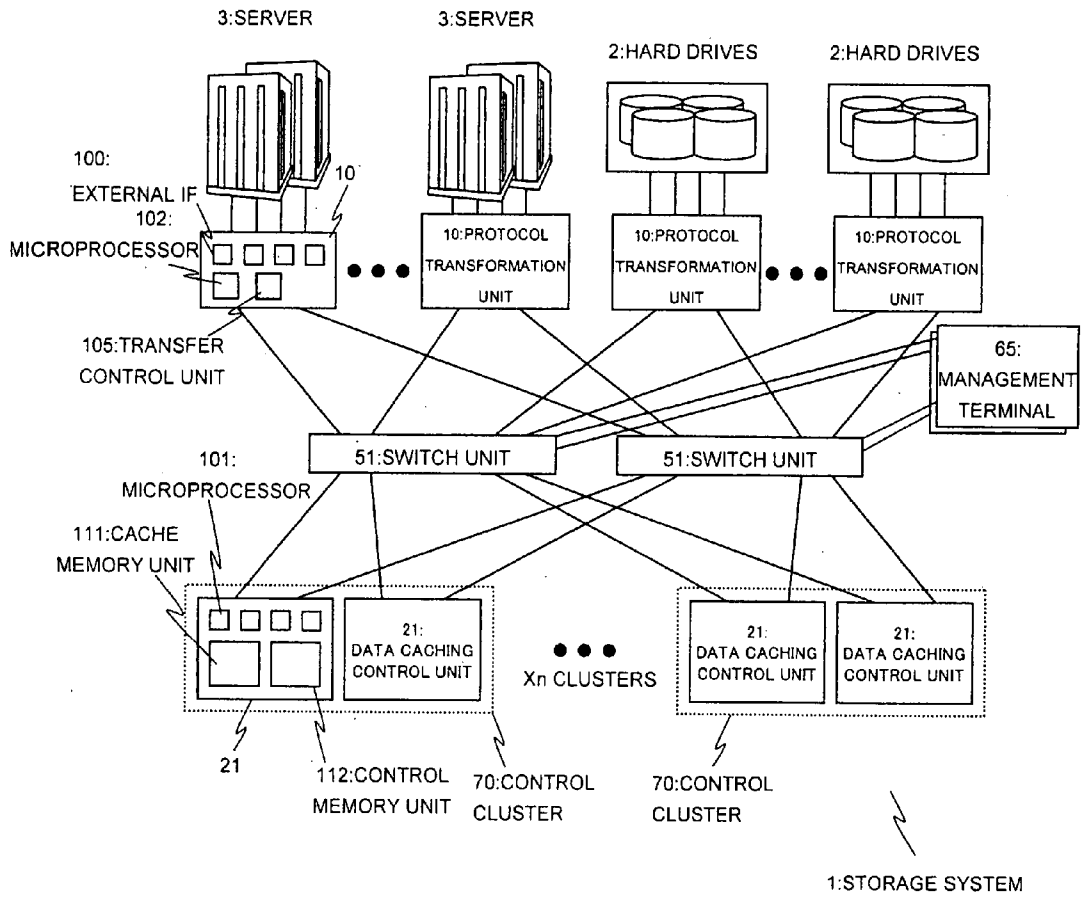 3:SERVER
3:SERVER
2:HARD DRIVES
2:HARD DRIVES
100:
EXTERNAL IF
10
102:
MICROPROCESSOR
10:PROTOCOL
TRANSFORMATION
UNIT
10:PROTOCOL
TRANSFORMATION
UNIT
10:PROTOCOL
TRANSFORMATION
UNIT
105:TRANSFER
CONTROL UNIT
65:
MANAGEMENT
TERMINAL
51:SWITCH UNIT
51:SWITCH UNIT
101:
MICROPROCESSOR
111:CACHE
MEMORY UNIT
21:
DATA CACHING
CONTROL UNIT
Xn CLUSTERS
21:
DATA CACHING
CONTROL UNIT
21:
DATA CACHING
CONTROL UNIT
21
112:CONTROL
MEMORY UNIT
70:CONTROL
CLUSTER
70:CONTROL
CLUSTER
1:STORAGE SYSTEM